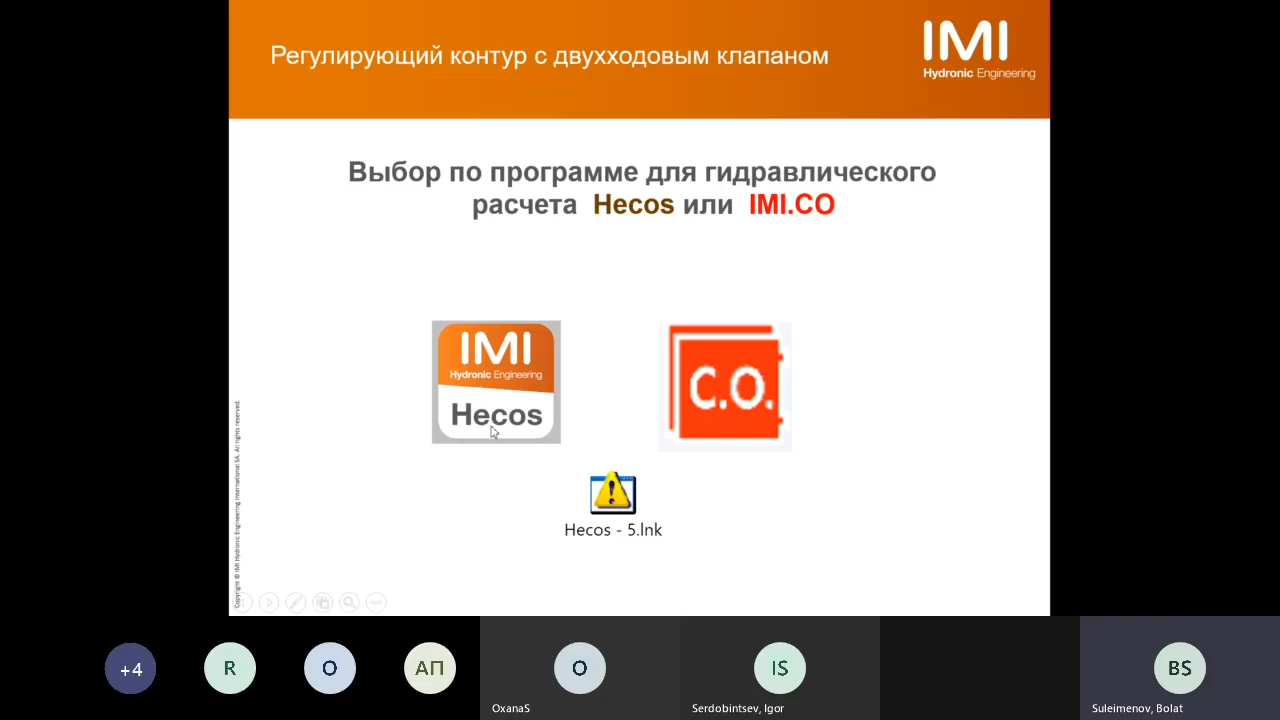 Регулирующий контур с двухходовым клапаном
IMI
Hydronic Engineering
Выбор по программе для гидравлического
расчета Hecos или IMI.CO
IMI
Hydronic Engineering
Hecos
C.O.
Hecos - 5.lnk
Copyright © IMI Hydronic Engineering International SA. All rights reserved.
+4
R
O
АП
O
IS
BS
OxanaS
Serdobintsev, Igor
Suleimenov, Bolat